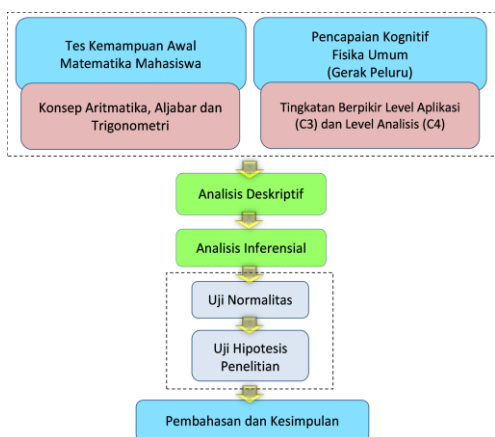 Tes Kemampuan Awal
Matematika Mahasiswa
Konsep Aritmatika, Aljabar dan
Trigonometri
Pencapaian Kognitif
Fisika Umum
(Gerak Peluru)
Tingkatan Berpikir Level Aplikasi
(C3) dan Level Analisis (C4)
Analisis Deskriptif
Analisis Inferensial
Uji Normalitas
Uji Hipotesis
Penelitian
Pembahasan dan Kesimpulan